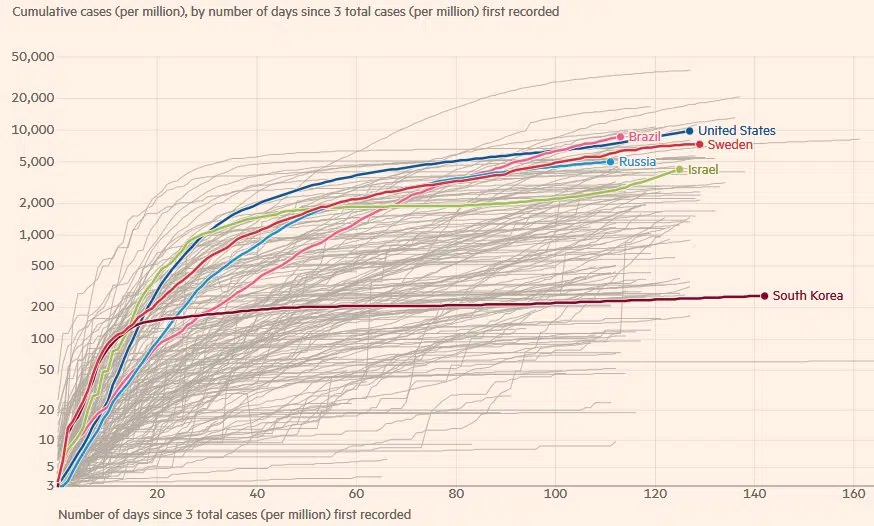 Cumulative cases (per million), by number of days since 3 total cases (per million) first recorded
50,000
20,000
10,000
5,000
2,000
1,000
500
200
100
50
20
10
5
3
Brazil
United States
Sweden
Russia
Israel
South Korea
20 40 60 80 100 120 140 160
Number of days since 3 total cases (per million) first recorded